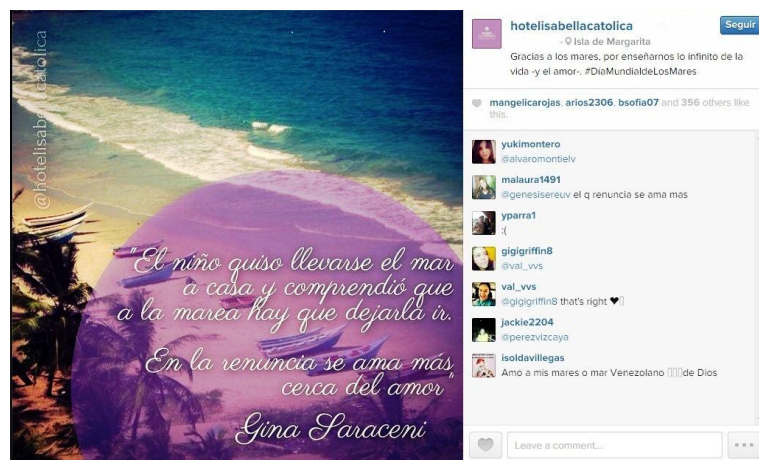 @hotelisabellacatolica
"El niño quiso llevarse el mar
a casa y comprendió que
a la marea hay que dejarla ir.
En la renuncia se ama más
cerca del amor"
Gina Saraceni
hotelisabellacatolica
Seguir
Isla de Margarita
Gracias a los mares, por enseñarnos lo infinito de la
vida -y el amor-. #DiaMundialdeLosMares
mangelicarojas, arios2306, bsofia07 and 356 others like
this.
yukimontero
@alvaromontielv
malaura1491
@genesisereuv el q renuncia se ama mas
yparra1
:(
gigigriffin8
@val_vvs
val_vvs
@gigigriffin8 that's right ♥
jackie2204
@perezvizcaya
isoldavillegas
Amo a mis mares o mar Venezolano de Dios
Leave a comment...